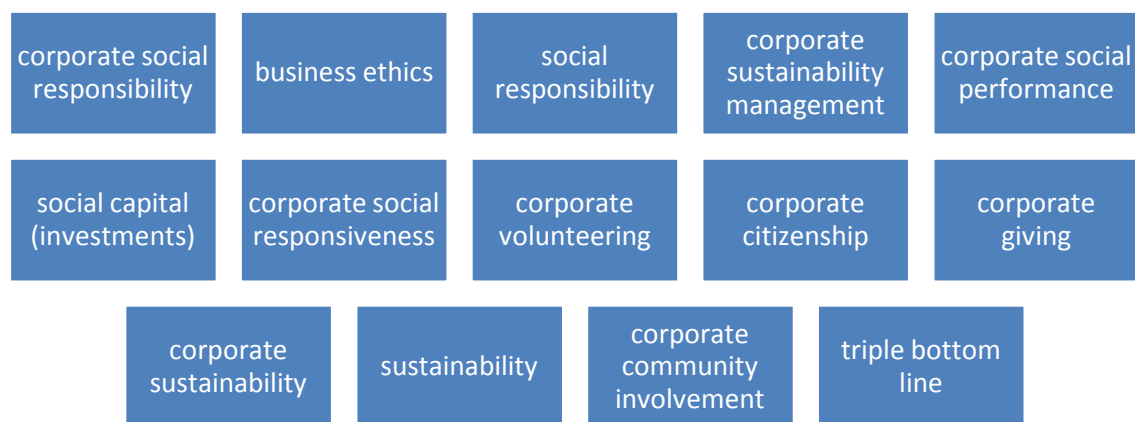 corporate social
responsibility
business ethics
social
responsibility
corporate
sustainability
management
corporate social
performance
social capital
(investments)
corporate social
responsiveness
corporate
volunteering
corporate
citizenship
corporate
giving
corporate
sustainability
sustainability
corporate
community
involvement
triple bottom
line